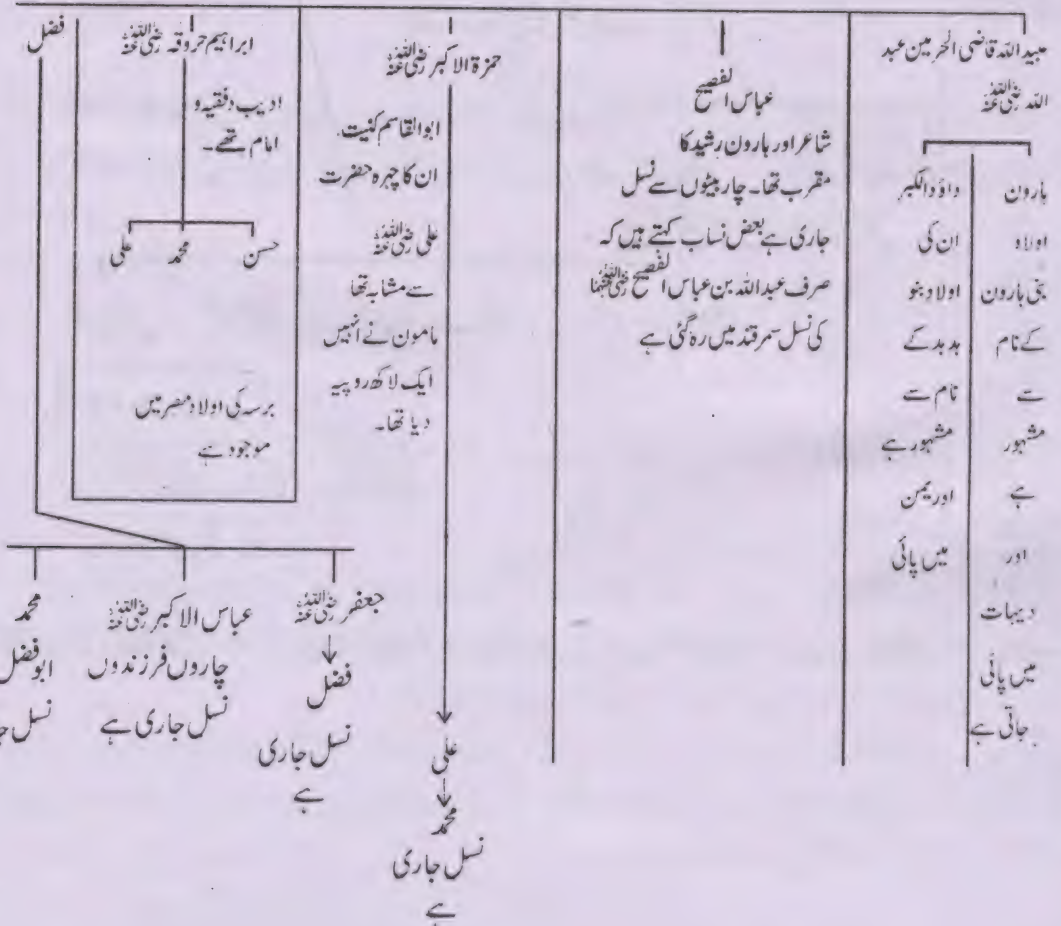 عبید اللہ قاضی الحرمین عبد
اللہ رضی اللہ عنہ
ہارون
اولاد
بنی ہارون
کے نام
سے
مشہور
ہے
اور
دیہات
میں پائی
جاتی ہے
داؤد الکبر
ان کی
اولاد بنو
ہدہد کے
نام سے
مشہور ہے
اور یمن
میں پائی
عباس الفصیح
شاعر اور ہارون رشید کا
مقرب تھا۔ چار بیٹوں سے نسل
جاری ہے بعض نساب کہتے ہیں کہ
صرف عبد اللہ بن عباس الفصیح رضی اللہ عنہما
کی نسل سمرقند میں رہ گئی ہے
حمزۃ الاکبر رضی اللہ عنہ
ابو القاسم کنیت۔
ان کا چہرہ حضرت
علی رضی اللہ عنہ
سے مشابہ تھا
مامون نے انہیں
ایک لاکھ روپیہ
دیا تھا۔
علی
محمد
نسل جاری
ہے
ابراہیم حروقہ رضی اللہ عنہ
ادیب و فقیہ و
امام تھے۔
حسن محمد علی
برسہ کی اولاد مصر میں
موجود ہے
فضل
جعفر رضی اللہ عنہ
فضل
نسل جاری
ہے
عباس الاکبر رضی اللہ عنہ
چاروں فرزندوں
نسل جاری ہے
محمد
ابو فضل
نسل